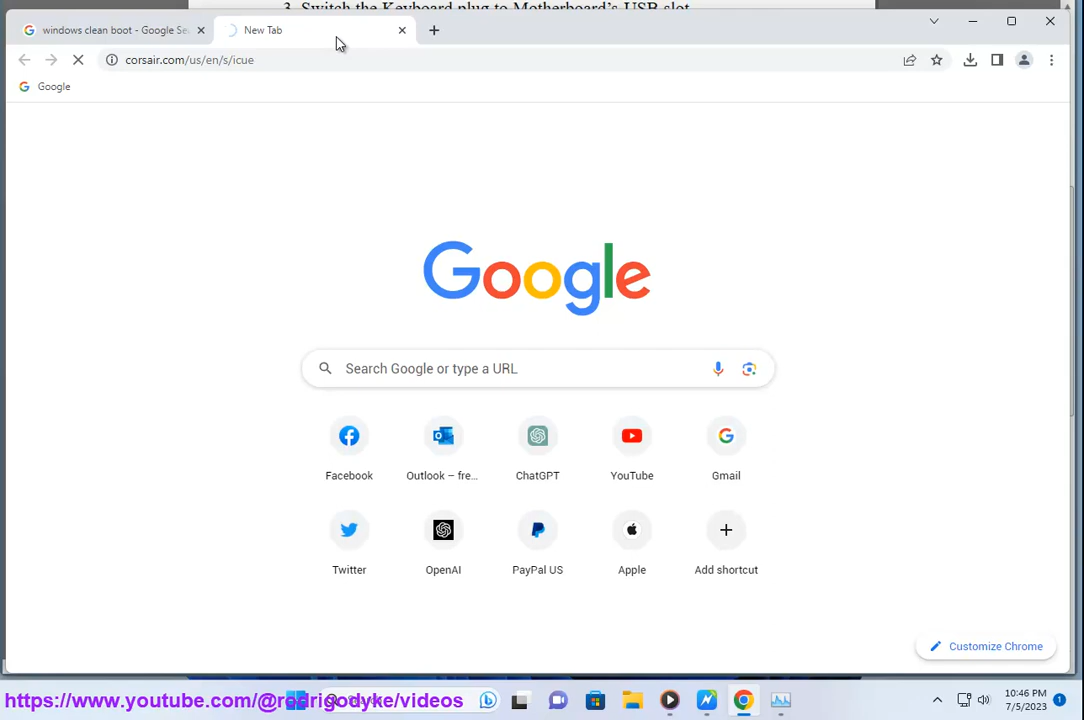 3. Switch the Keyboard plug to Motherboard's USB slot
windows clean boot - Google Se
New Tab
corsair.com/us/en/s/icue
Google
Google
Search Google or type a URL
Facebook
Outlook – fre...
ChatGPT
YouTube
Gmail
Twitter
OpenAI
PayPal US
Apple
Add shortcut
Customize Chrome
https://www.youtube.com/@rodrigodyke/videos
10:46 PM
7/5/2023
1